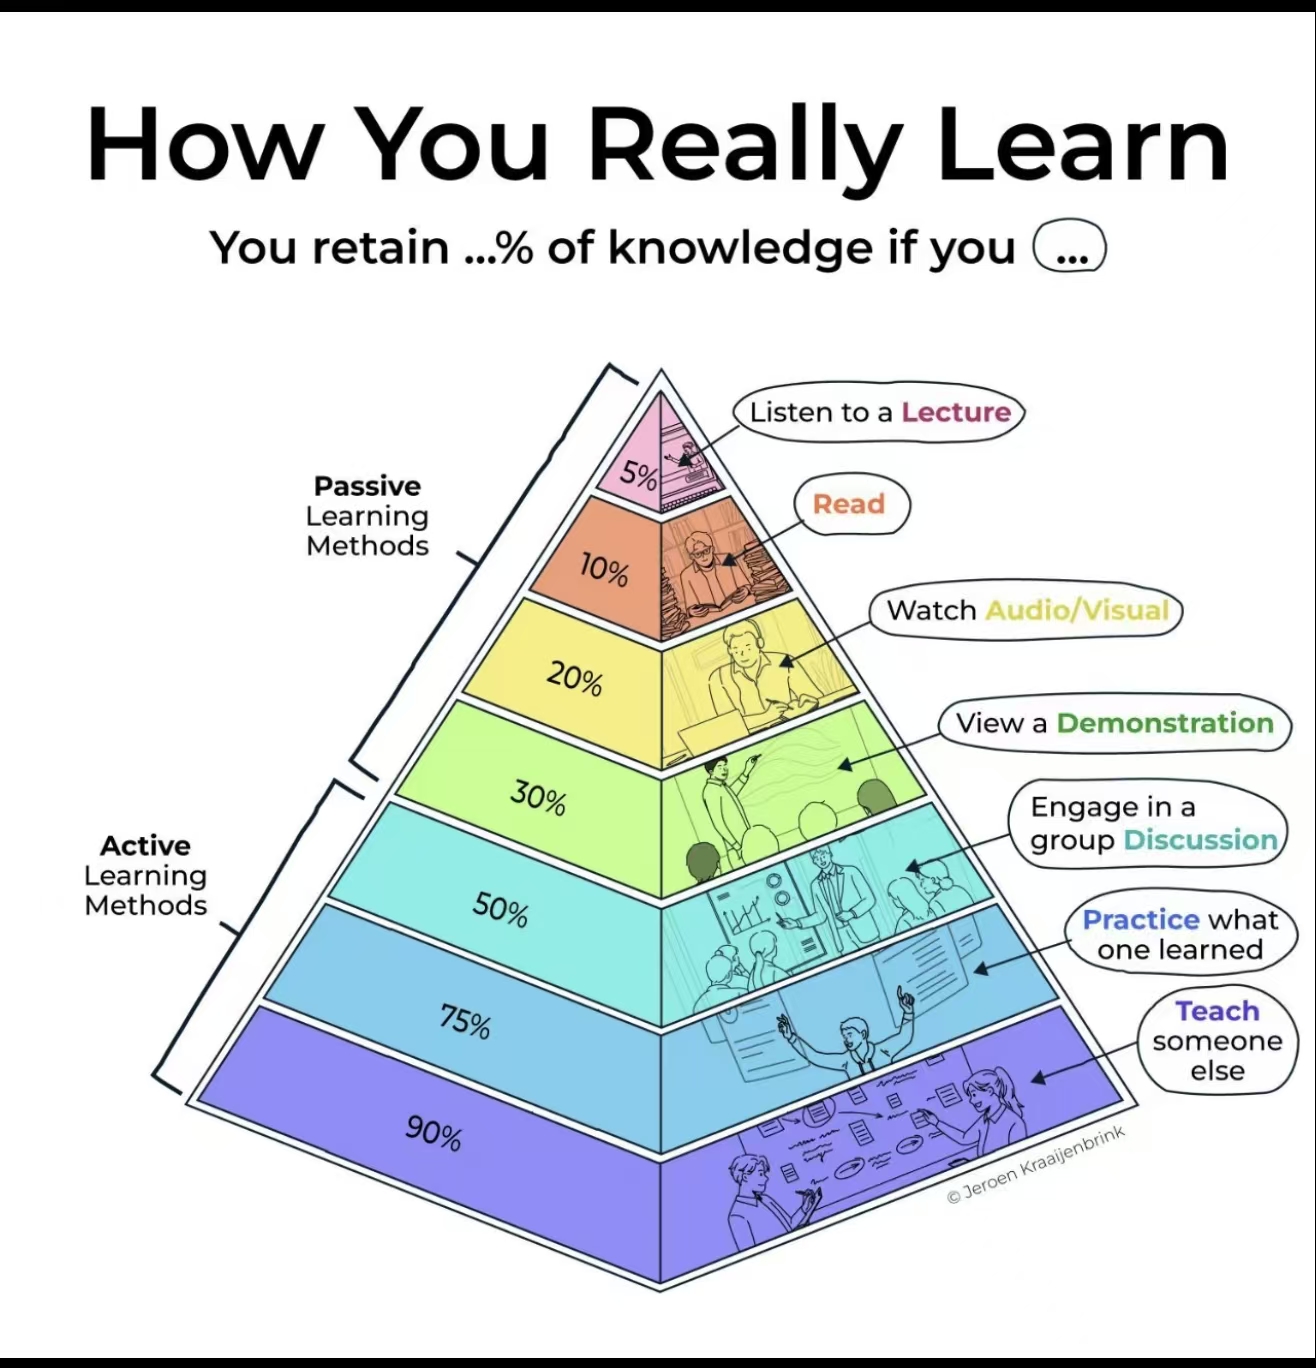 How You Really Learn
You retain ...% of knowledge if you ...
Listen to a Lecture
5%
Read
Passive
Learning
Methods
10%
Watch Audio/Visual
20%
View a Demonstration
30%
Engage in a
group Discussion
Active
Learning
Methods
50%
Practice what
one learned
75%
Teach
someone
else
90%
© Jeroen Kraaijenbrink